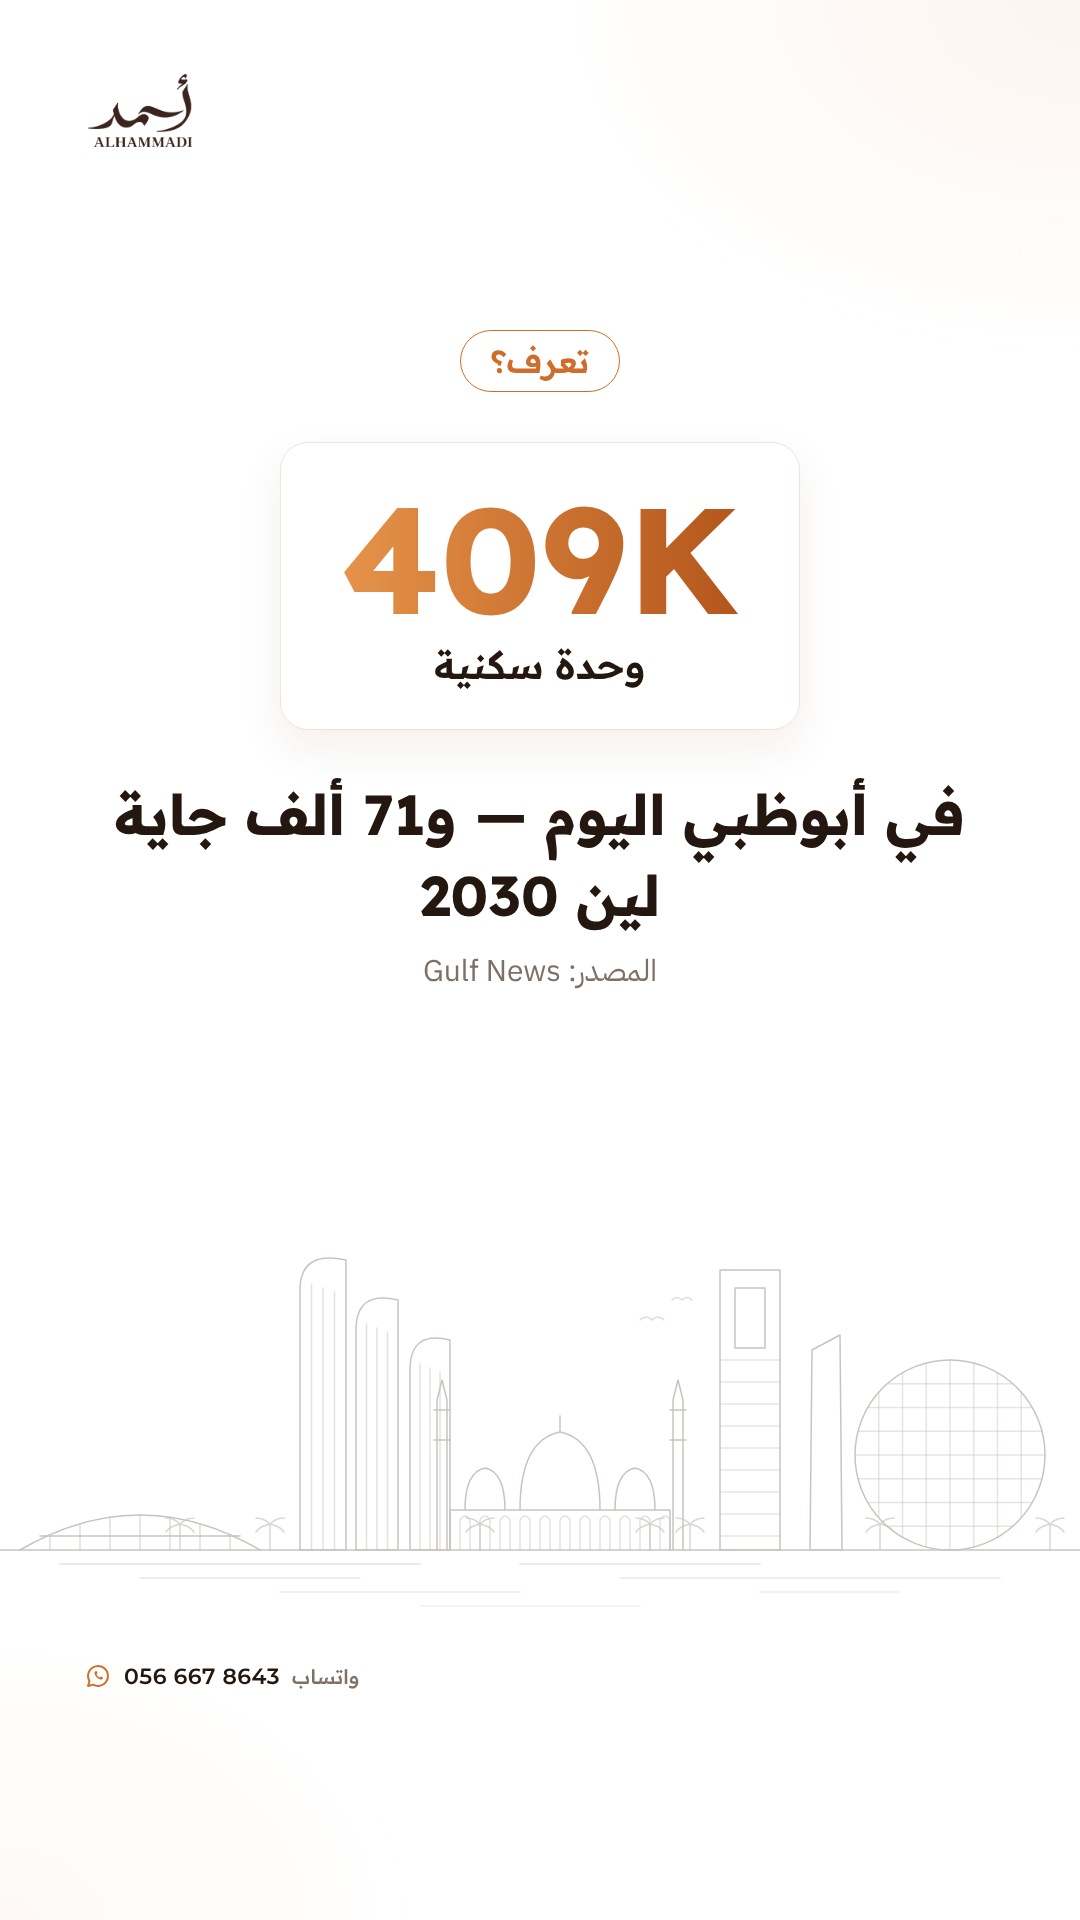 أحمد
ALHAMMADI
تعرف؟
409K
وحدة سكنية
في أبوظبي اليوم — و71 ألف جاية
لين 2030
المصدر: Gulf News
056 667 8643 واتساب